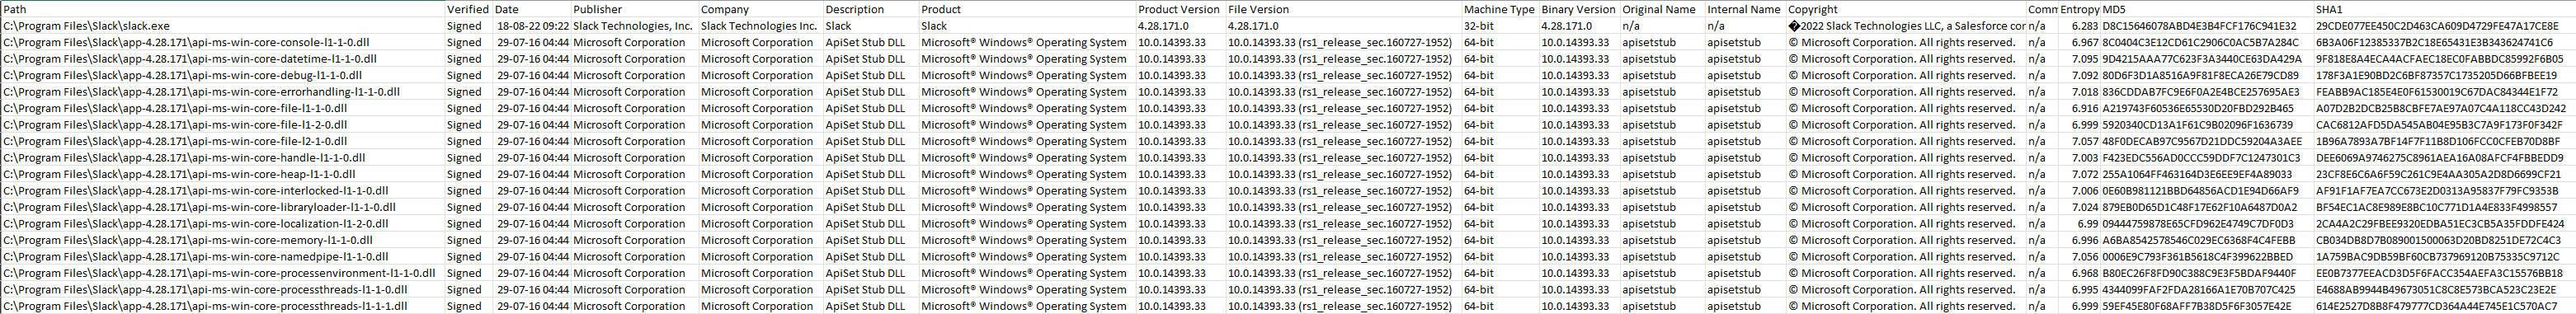 Path Verified Date Publisher Company Description Product Product Version File Version Machine Type Binary Version Original Name Internal Name Copyright Comn Entropy MD5 SHA1
C:\Program Files\Slack\slack.exe Signed 18-08-22 09:22 Slack Technologies, Inc. Slack Technologies Inc. Slack Slack 4.28.171.0 4.28.171.0 32-bit 4.28.171.0 n/a n/a �2022 Slack Technologies LLC, a Salesforce cor n/a 6.283 D8C15646078ABD4E3B4FCF176C941E32 29CDE077EE450C2D463CA609D4729FE47A17CE8E
C:\Program Files\Slack\app-4.28.171\api-ms-win-core-console-l1-1-0.dll Signed 29-07-16 04:44 Microsoft Corporation Microsoft Corporation ApiSet Stub DLL Microsoft® Windows® Operating System 10.0.14393.33 10.0.14393.33 (rs1_release_sec.160727-1952) 64-bit 10.0.14393.33 apisetstub apisetstub © Microsoft Corporation. All rights reserved. n/a 6.967 8C0404C3E12CD61C2906C0AC5B7A284C 6B3A06F12385337B2C18E65431E3B343624741C6
C:\Program Files\Slack\app-4.28.171\api-ms-win-core-datetime-l1-1-0.dll Signed 29-07-16 04:44 Microsoft Corporation Microsoft Corporation ApiSet Stub DLL Microsoft® Windows® Operating System 10.0.14393.33 10.0.14393.33 (rs1_release_sec.160727-1952) 64-bit 10.0.14393.33 apisetstub apisetstub © Microsoft Corporation. All rights reserved. n/a 7.095 9D4215AAA77C623F3A3440CE63DA429A 9F818E8A4ECA4ACFAEC18EC0FABBDC85992F6B05
C:\Program Files\Slack\app-4.28.171\api-ms-win-core-debug-l1-1-0.dll Signed 29-07-16 04:44 Microsoft Corporation Microsoft Corporation ApiSet Stub DLL Microsoft® Windows® Operating System 10.0.14393.33 10.0.14393.33 (rs1_release_sec.160727-1952) 64-bit 10.0.14393.33 apisetstub apisetstub © Microsoft Corporation. All rights reserved. n/a 7.092 80D6F3D1A8516A9F81F8ECA26E79CD89 178F3A1E90BD2C6BF87357C1735205D66BFBEE19
C:\Program Files\Slack\app-4.28.171\api-ms-win-core-errorhandling-l1-1-0.dll Signed 29-07-16 04:44 Microsoft Corporation Microsoft Corporation ApiSet Stub DLL Microsoft® Windows® Operating System 10.0.14393.33 10.0.14393.33 (rs1_release_sec.160727-1952) 64-bit 10.0.14393.33 apisetstub apisetstub © Microsoft Corporation. All rights reserved. n/a 7.018 836CDDAB7FC9E6F0A2E4BCE257695AE3 FEABB9AC185E4E0F61530019C67DAC84344E1F72
C:\Program Files\Slack\app-4.28.171\api-ms-win-core-file-l1-1-0.dll Signed 29-07-16 04:44 Microsoft Corporation Microsoft Corporation ApiSet Stub DLL Microsoft® Windows® Operating System 10.0.14393.33 10.0.14393.33 (rs1_release_sec.160727-1952) 64-bit 10.0.14393.33 apisetstub apisetstub © Microsoft Corporation. All rights reserved. n/a 6.916 A219743F60536E65530D20FBD292B465 A07D2B2DCB25B8CBFE7AE97A07C4A118CC43D242
C:\Program Files\Slack\app-4.28.171\api-ms-win-core-file-l1-2-0.dll Signed 29-07-16 04:44 Microsoft Corporation Microsoft Corporation ApiSet Stub DLL Microsoft® Windows® Operating System 10.0.14393.33 10.0.14393.33 (rs1_release_sec.160727-1952) 64-bit 10.0.14393.33 apisetstub apisetstub © Microsoft Corporation. All rights reserved. n/a 6.999 5920340CD13A1F61C9B02096F1636739 CAC6812AFD5DA545AB04E95B3C7A9F173F0F342F
C:\Program Files\Slack\app-4.28.171\api-ms-win-core-file-l2-1-0.dll Signed 29-07-16 04:44 Microsoft Corporation Microsoft Corporation ApiSet Stub DLL Microsoft® Windows® Operating System 10.0.14393.33 10.0.14393.33 (rs1_release_sec.160727-1952) 64-bit 10.0.14393.33 apisetstub apisetstub © Microsoft Corporation. All rights reserved. n/a 7.057 48F0DECAB97C9567D21DDC59204A3AEE 1B96A7893A7BF14F7F11B8D106FCC0CFEB70D8BF
C:\Program Files\Slack\app-4.28.171\api-ms-win-core-handle-l1-1-0.dll Signed 29-07-16 04:44 Microsoft Corporation Microsoft Corporation ApiSet Stub DLL Microsoft® Windows® Operating System 10.0.14393.33 10.0.14393.33 (rs1_release_sec.160727-1952) 64-bit 10.0.14393.33 apisetstub apisetstub © Microsoft Corporation. All rights reserved. n/a 7.003 F423EDC556AD0CCC59DDF7C1247301C3 DEE6069A9746275C8961AEA16A08AFCF4FBBEDD9
C:\Program Files\Slack\app-4.28.171\api-ms-win-core-heap-l1-1-0.dll Signed 29-07-16 04:44 Microsoft Corporation Microsoft Corporation ApiSet Stub DLL Microsoft® Windows® Operating System 10.0.14393.33 10.0.14393.33 (rs1_release_sec.160727-1952) 64-bit 10.0.14393.33 apisetstub apisetstub © Microsoft Corporation. All rights reserved. n/a 7.072 255A1064FF463164D3E6EE9EF4A89033 23CF8E6C6A6F59C261C9E4AA305A2D8D6699CF21
C:\Program Files\Slack\app-4.28.171\api-ms-win-core-interlocked-l1-1-0.dll Signed 29-07-16 04:44 Microsoft Corporation Microsoft Corporation ApiSet Stub DLL Microsoft® Windows® Operating System 10.0.14393.33 10.0.14393.33 (rs1_release_sec.160727-1952) 64-bit 10.0.14393.33 apisetstub apisetstub © Microsoft Corporation. All rights reserved. n/a 7.006 0E60B981121BBD64856ACD1E94D66AF9 AF91F1AF7EA7CC673E2D0313A95837F79FC9353B
C:\Program Files\Slack\app-4.28.171\api-ms-win-core-libraryloader-l1-1-0.dll Signed 29-07-16 04:44 Microsoft Corporation Microsoft Corporation ApiSet Stub DLL Microsoft® Windows® Operating System 10.0.14393.33 10.0.14393.33 (rs1_release_sec.160727-1952) 64-bit 10.0.14393.33 apisetstub apisetstub © Microsoft Corporation. All rights reserved. n/a 7.024 879EB0D65D1C48F17E62F10A6487D0A2 BF54EC1AC8E989E8BC10C771D1A4E833F4998557
C:\Program Files\Slack\app-4.28.171\api-ms-win-core-localization-l1-2-0.dll Signed 29-07-16 04:44 Microsoft Corporation Microsoft Corporation ApiSet Stub DLL Microsoft® Windows® Operating System 10.0.14393.33 10.0.14393.33 (rs1_release_sec.160727-1952) 64-bit 10.0.14393.33 apisetstub apisetstub © Microsoft Corporation. All rights reserved. n/a 6.99 09444759878E65CFD962E4749C7DF0D3 2CA4A2C29FBEE9320EDBA51EC3CB5A35FDDFE424
C:\Program Files\Slack\app-4.28.171\api-ms-win-core-memory-l1-1-0.dll Signed 29-07-16 04:44 Microsoft Corporation Microsoft Corporation ApiSet Stub DLL Microsoft® Windows® Operating System 10.0.14393.33 10.0.14393.33 (rs1_release_sec.160727-1952) 64-bit 10.0.14393.33 apisetstub apisetstub © Microsoft Corporation. All rights reserved. n/a 6.996 A6BA8542578546C029EC6368F4C4FEBB CB034DB8D7B089001500063D20BD8251DE72C4C3
C:\Program Files\Slack\app-4.28.171\api-ms-win-core-namedpipe-l1-1-0.dll Signed 29-07-16 04:44 Microsoft Corporation Microsoft Corporation ApiSet Stub DLL Microsoft® Windows® Operating System 10.0.14393.33 10.0.14393.33 (rs1_release_sec.160727-1952) 64-bit 10.0.14393.33 apisetstub apisetstub © Microsoft Corporation. All rights reserved. n/a 7.056 0006E9C793F361B5618C4F399622BBED 1A759BAC9DB59BF60CB737969120B75335C9712C
C:\Program Files\Slack\app-4.28.171\api-ms-win-core-processenvironment-l1-1-0.dll Signed 29-07-16 04:44 Microsoft Corporation Microsoft Corporation ApiSet Stub DLL Microsoft® Windows® Operating System 10.0.14393.33 10.0.14393.33 (rs1_release_sec.160727-1952) 64-bit 10.0.14393.33 apisetstub apisetstub © Microsoft Corporation. All rights reserved. n/a 6.968 B80EC26F8FD90C388C9E3F5BDAF9440F EE0B7377EEACD3D5F6FACC354AEFA3C15576BB18
C:\Program Files\Slack\app-4.28.171\api-ms-win-core-processthreads-l1-1-0.dll Signed 29-07-16 04:44 Microsoft Corporation Microsoft Corporation ApiSet Stub DLL Microsoft® Windows® Operating System 10.0.14393.33 10.0.14393.33 (rs1_release_sec.160727-1952) 64-bit 10.0.14393.33 apisetstub apisetstub © Microsoft Corporation. All rights reserved. n/a 6.995 4344099FAF2FDA28166A1E70B707C425 E4688AB9944B49673051C8C8E573BCA523C23E2E
C:\Program Files\Slack\app-4.28.171\api-ms-win-core-processthreads-l1-1-1.dll Signed 29-07-16 04:44 Microsoft Corporation Microsoft Corporation ApiSet Stub DLL Microsoft® Windows® Operating System 10.0.14393.33 10.0.14393.33 (rs1_release_sec.160727-1952) 64-bit 10.0.14393.33 apisetstub apisetstub © Microsoft Corporation. All rights reserved. n/a 6.999 59EF45E80F68AFF7B38D5F6F3057E42E 614E2527D8B8F479777CD364A44E745E1C570AC7